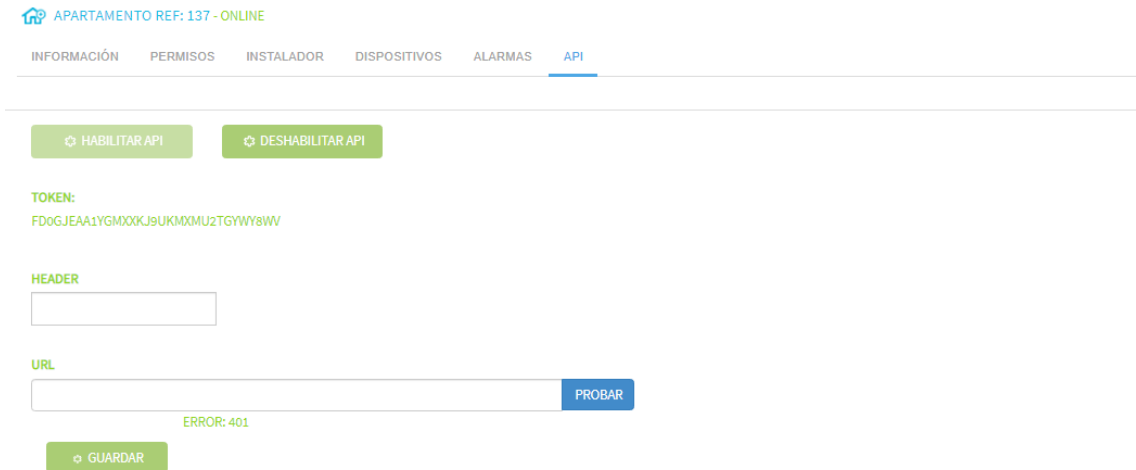 APARTAMENTO REF: 137 - ONLINE
INFORMACIÓN PERMISOS INSTALADOR DISPOSITIVOS ALARMAS API
HABILITAR API DESHABILITAR API
TOKEN:
FD0GJEAA1YGMXXKJ9UKMXMU2TGYWY8WV
HEADER
URL
PROBAR
ERROR: 401
GUARDAR